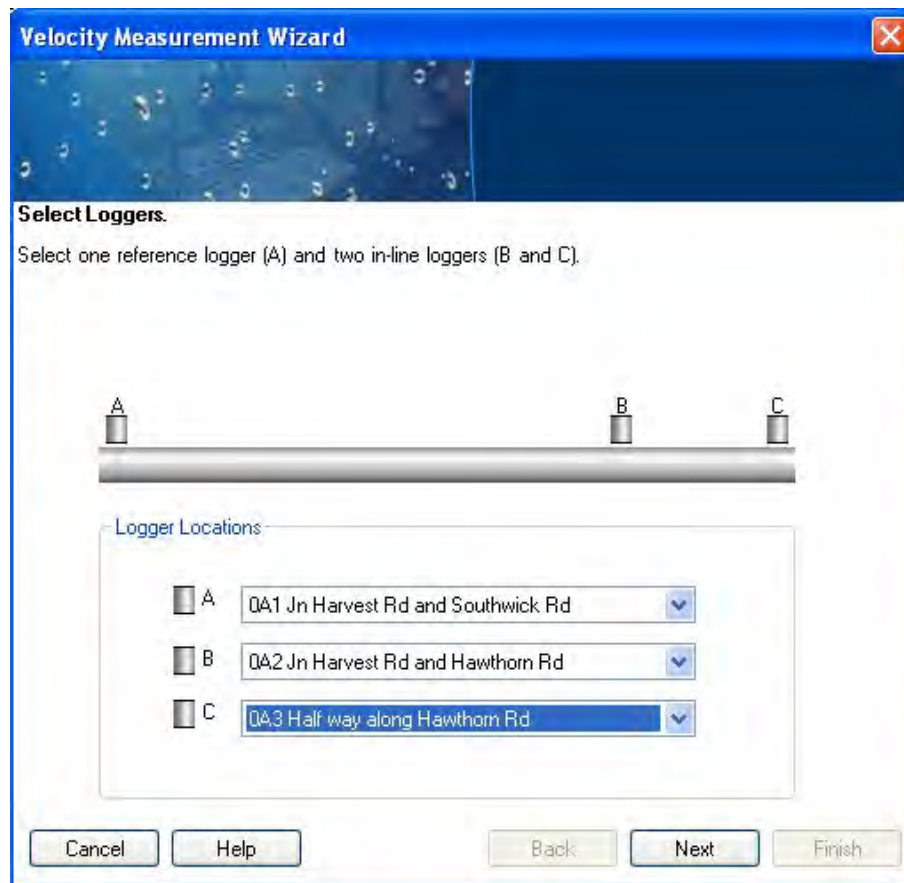 Velocity Measurement Wizard
Select Loggers.
Select one reference logger (A) and two in-line loggers (B and C).
A B C
Logger Locations
A 0A1 Jn Harvest Rd and Southwick Rd
B 0A2 Jn Harvest Rd and Hawthorn Rd
C 0A3 Half way along Hawthorn Rd
Cancel Help Back Next Finish